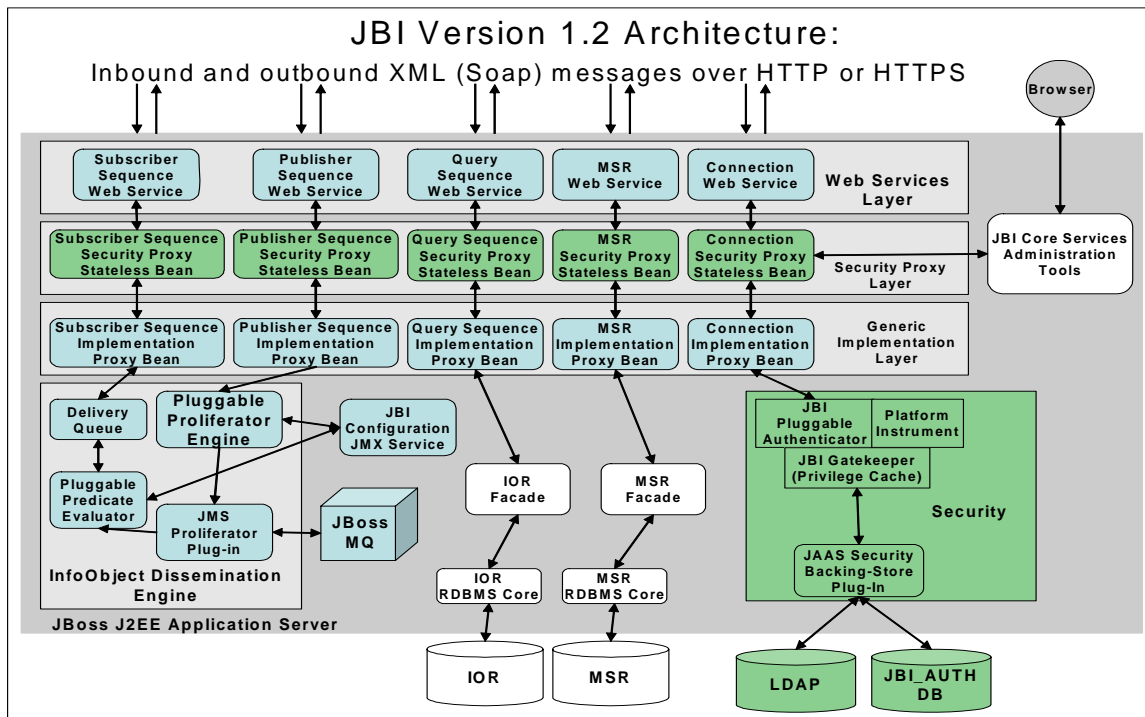 JBI Version 1.2 Architecture:
Inbound and outbound XML (Soap) messages over HTTP or HTTPS
Browser
Subscriber
Sequence
Web Service
Publisher
Sequence
Web Service
Query
Sequence
Web Service
MSR
Web Service
Connection
Web Service
Web Services
Layer
Subscriber Sequence
Security Proxy
Stateless Bean
Publisher Sequence
Security Proxy
Stateless Bean
Query Sequence
Security Proxy
Stateless Bean
MSR
Security Proxy
Stateless Bean
Connection
Security Proxy
Stateless Bean
Security Proxy
Layer
JBI Core Services
Administration
Tools
Subscriber Sequence
Implementation
Proxy Bean
Publisher Sequence
Implementation
Proxy Bean
Query Sequence
Implementation
Proxy Bean
MSR
Implementation
Proxy Bean
Connection
Implementation
Proxy Bean
Generic
Implementation
Layer
Delivery
Queue
Pluggable
Proliferator
Engine
JBI
Configuration
JMX Service
Pluggable
Predicate
Evaluator
JMS
Proliferator
Plug-in
JBoss
MQ
InfoObject Dissemination
Engine
JBoss J2EE Application Server
IOR
Facade
MSR
Facade
IOR
RDBMS Core
MSR
RDBMS Core
IOR
MSR
JBI
Pluggable
Authenticator
Platform
Instrument
JBI Gatekeeper
(Privilege Cache)
Security
JAAS Security
Backing-Store
Plug-In
LDAP
JBI_AUTH
DB